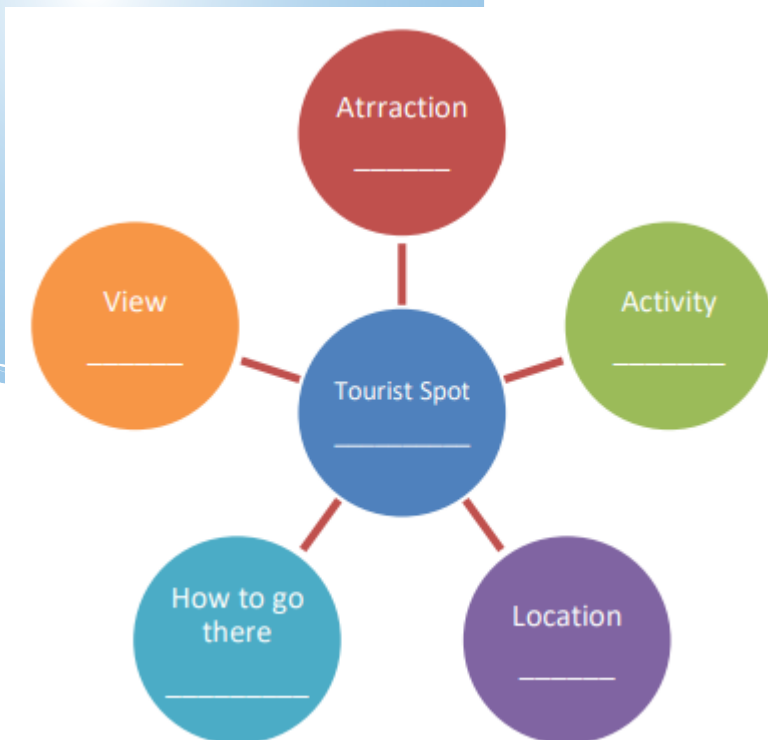 Atrraction
______
View
______
Activity
_______
Tourist Spot
_________
How to go
there
_________
Location
______